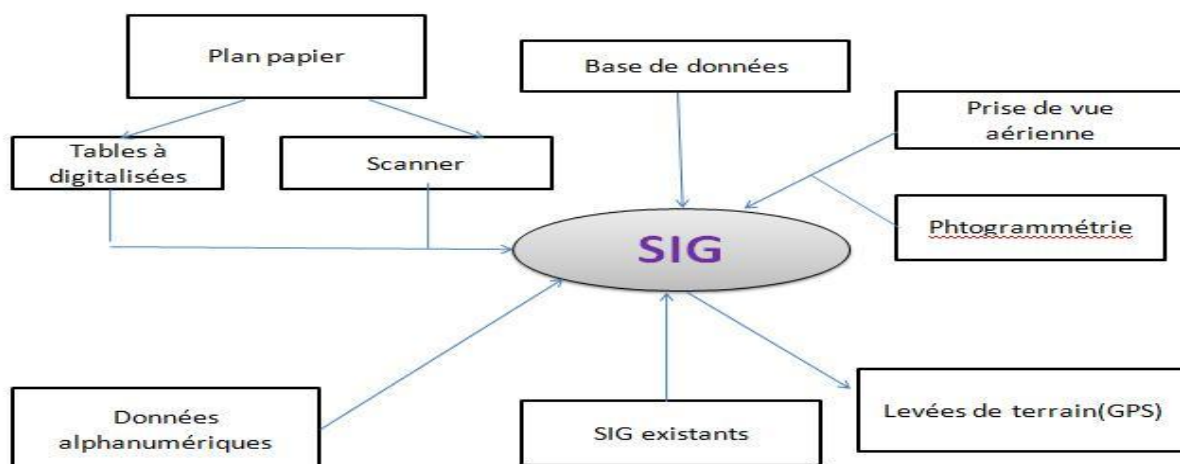 Plan papier
Base de données
Prise de vue
aérienne
Tables à
digitalisées
Scanner
Phtogrammétrie
SIG
Données
alphanumériques
SIG existants
Levées de terrain(GPS)